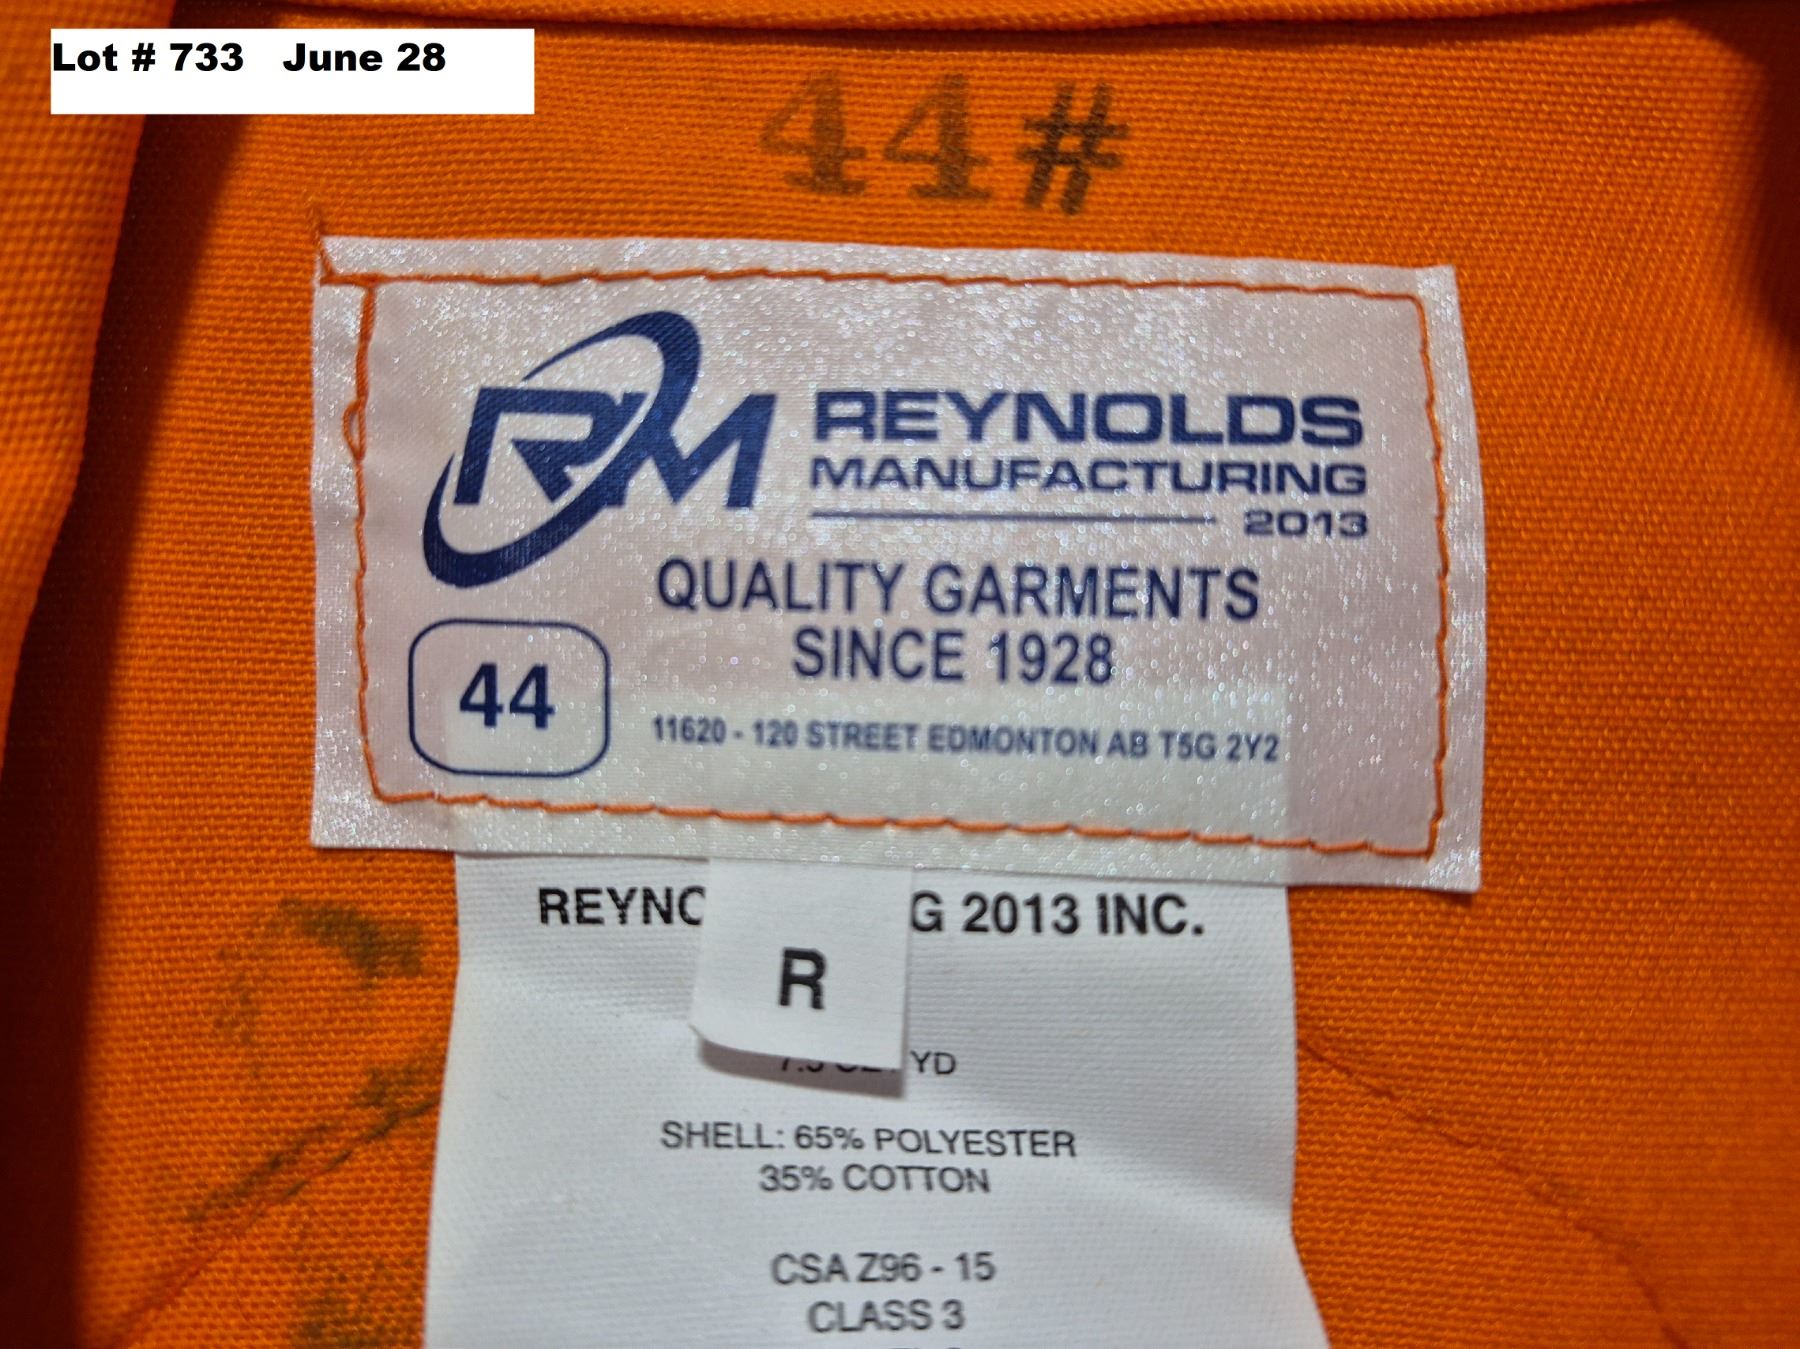 Lot # 733 June 28
44#
RM REYNOLDS
MANUFACTURING
2013
QUALITY GARMENTS
SINCE 1928
44
11620 - 120 STREET EDMONTON AB T5G 2Y2
2013 INC.
R
YD
SHELL: 65% POLYESTER
35% COTTON
CSA Z96 - 15
CLASS 3